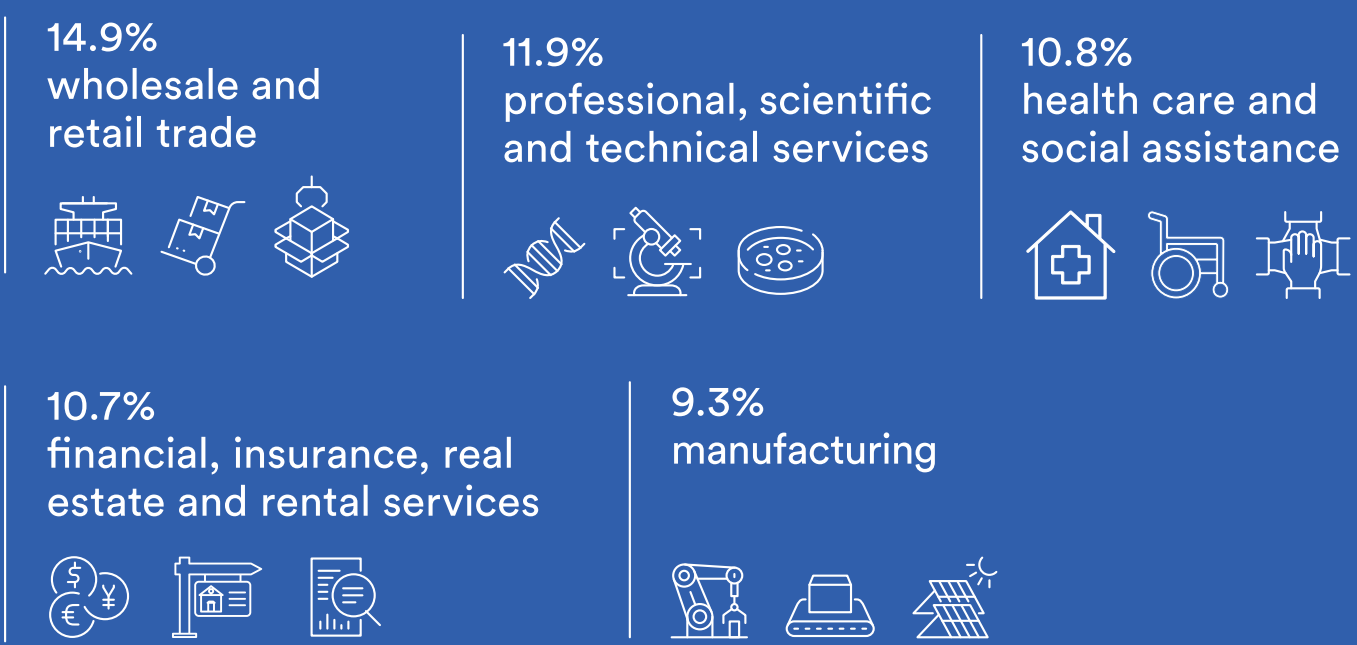 14.9%
wholesale and
retail trade
11.9%
professional, scientific
and technical services
10.8%
health care and
social assistance
$
¥
€
10.7%
financial, insurance, real
estate and rental services
9.3%
manufacturing